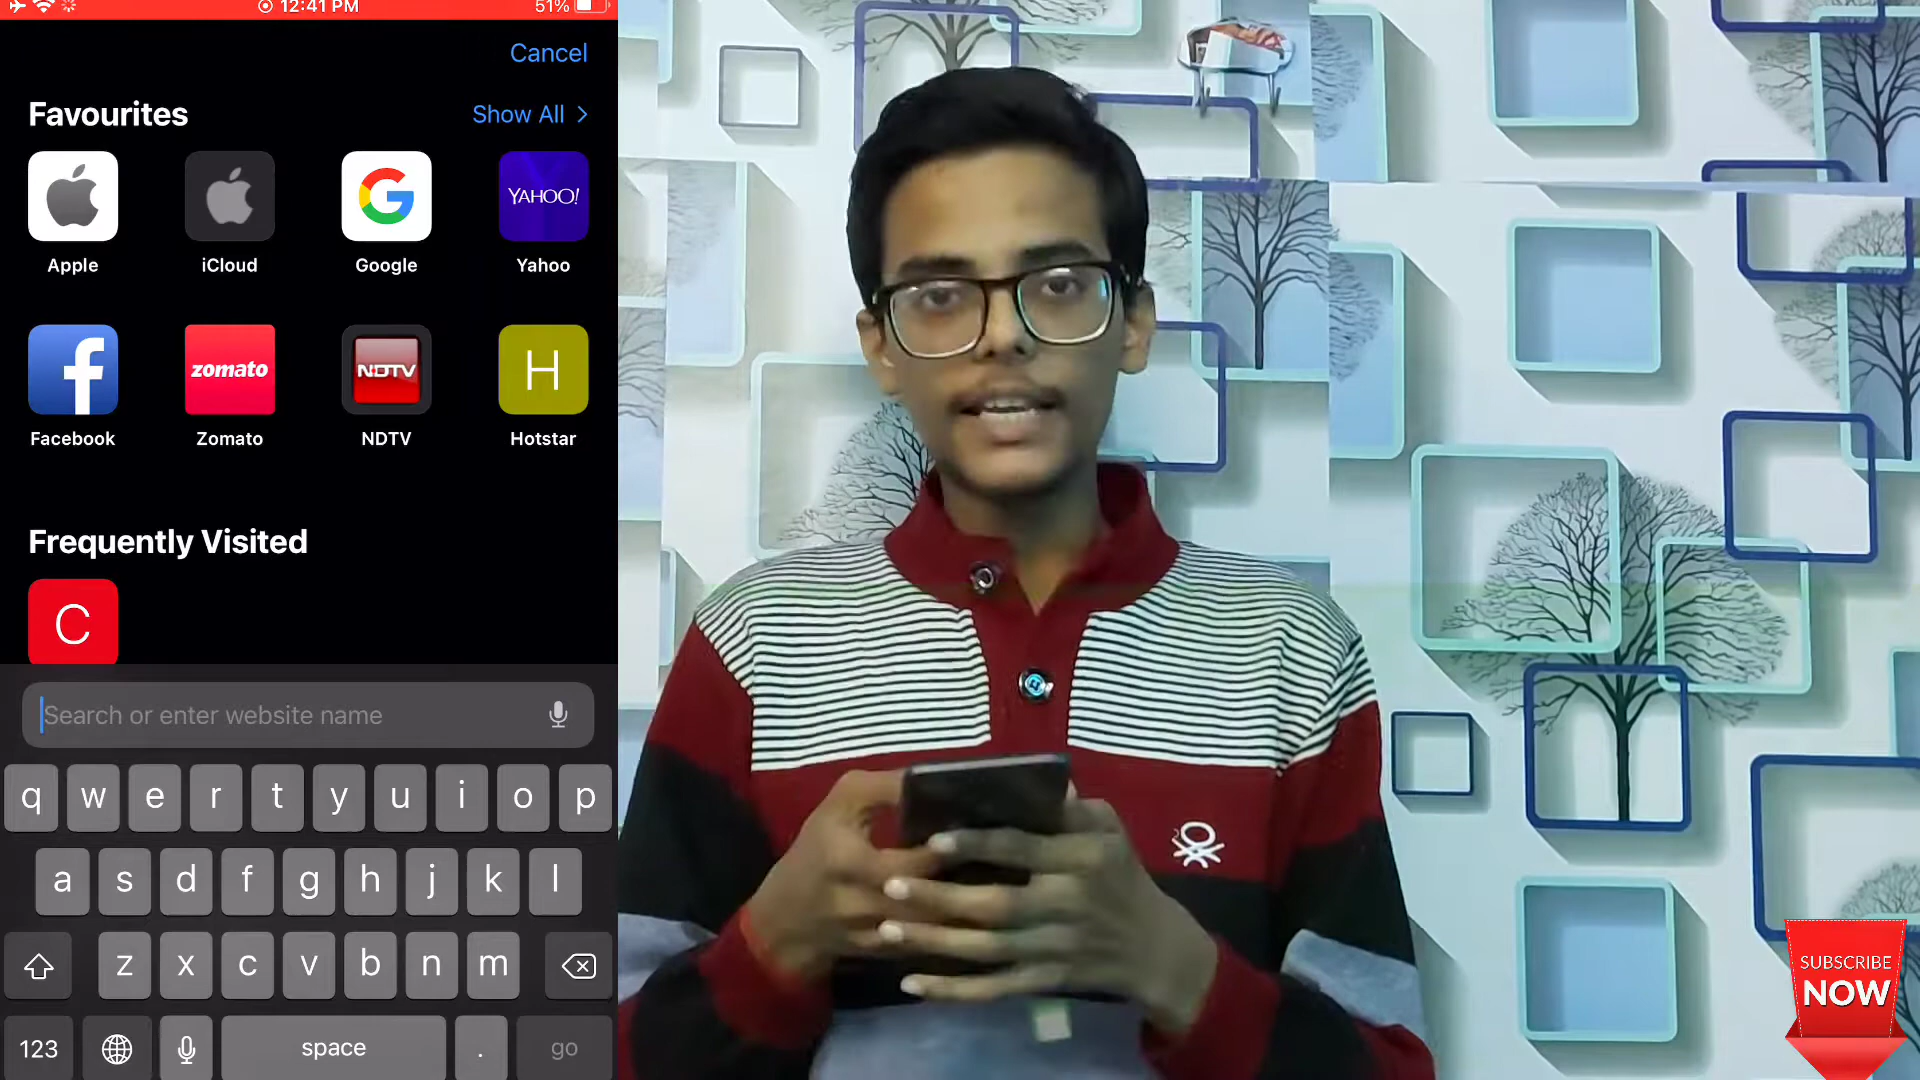 12:41 PM
51%
Cancel
Favourites
Show All
YAHOO!
Apple
iCloud
Google
Yahoo
zomato
NDTV
H
Facebook
Zomato
NDTV
Hotstar
Frequently Visited
C
Search or enter website name
q w e r t y u i o p
a s d f g h j k l
z x c v b n m
123
space
.
go
SUBSCRIBE
NOW